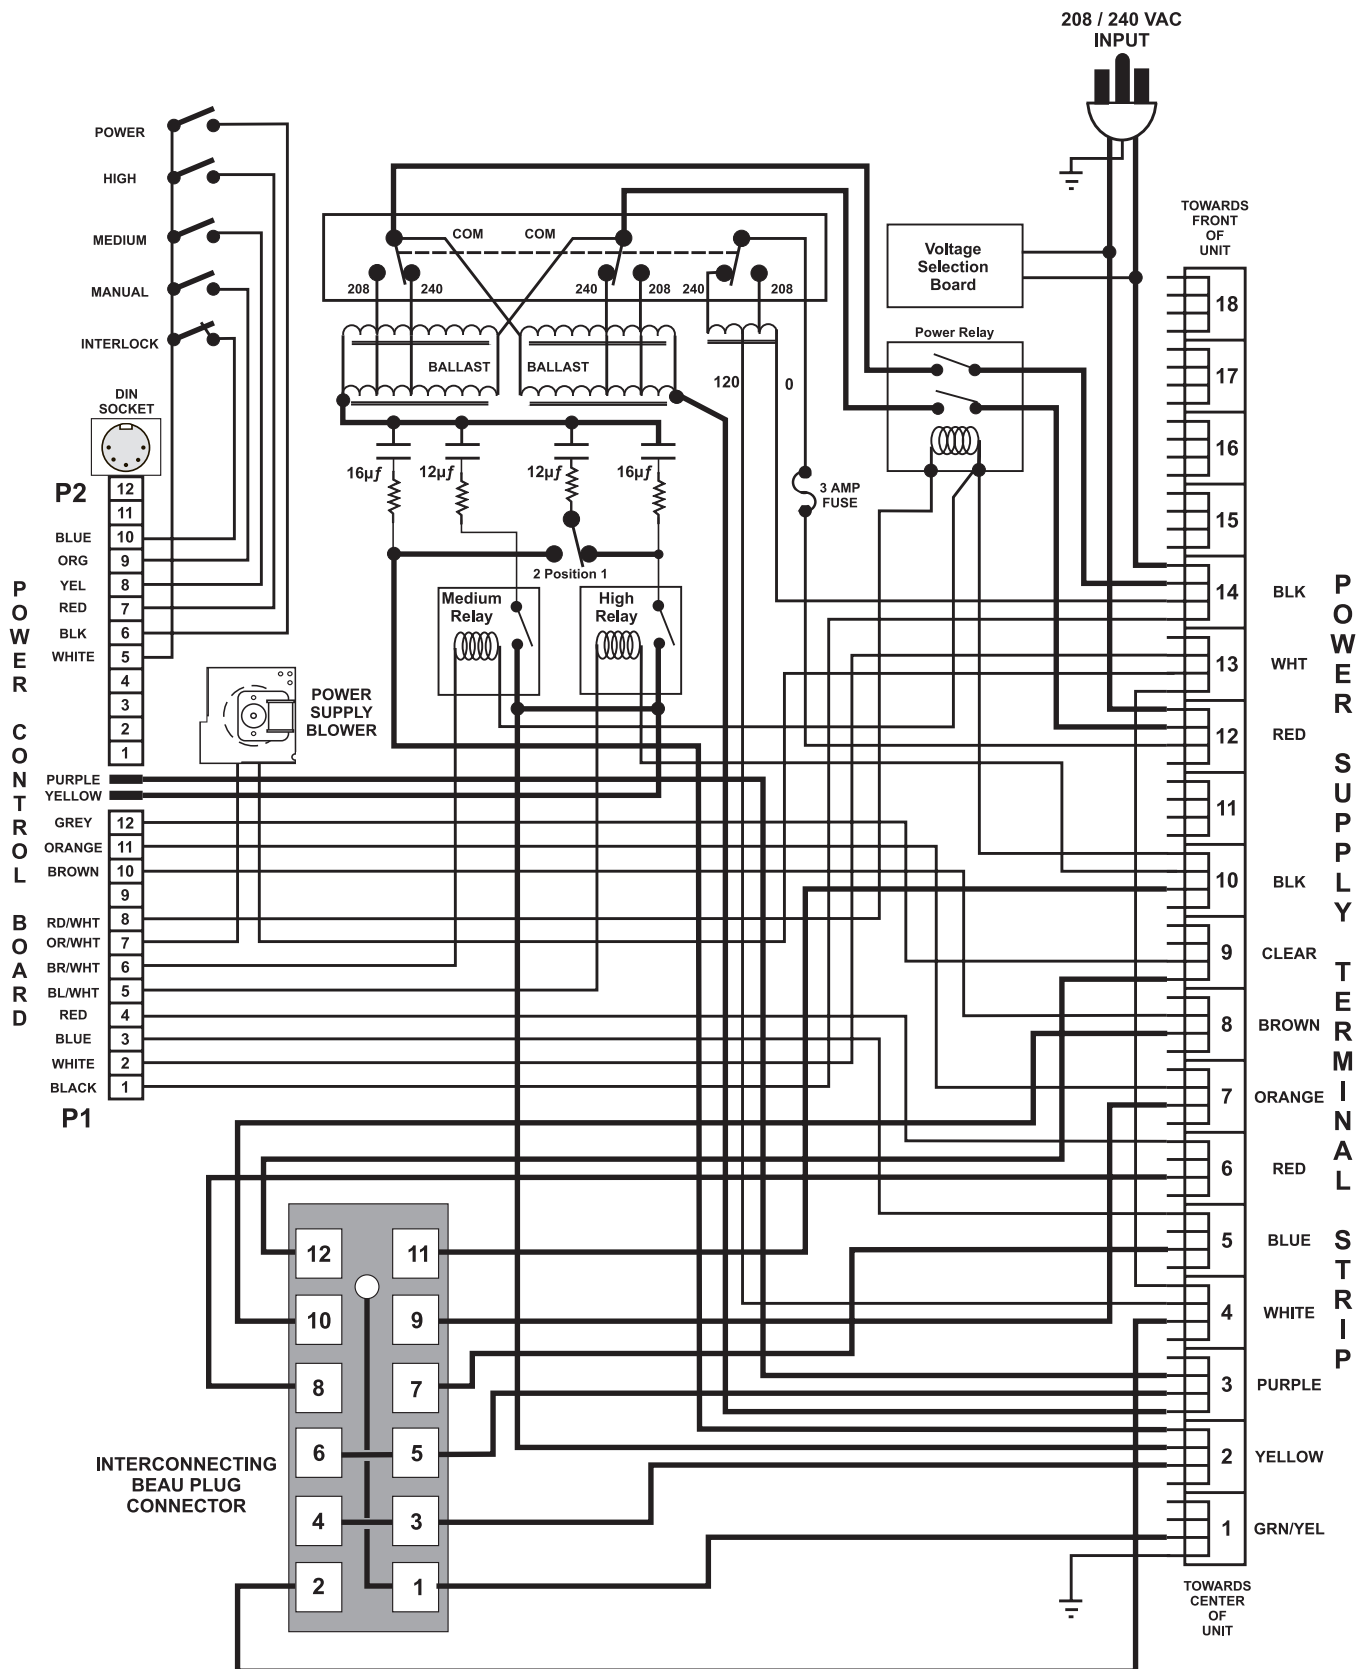 208 / 240 VAC
INPUT
POWER
HIGH
MEDIUM
MANUAL
INTERLOCK
DIN
SOCKET
P2
12
11
BLUE 10
ORG 9
YEL 8
RED 7
BLK 6
WHITE 5
4
3
2
1
POWER CONTROL BOARD
PURPLE
YELLOW
GREY 12
ORANGE 11
BROWN 10
9
RD/WHT 8
OR/WHT 7
BR/WHT 6
BL/WHT 5
RED 4
BLUE 3
WHITE 2
BLACK 1
P1
POWER
SUPPLY
BLOWER
COM COM
208 240 240 208 240 208
BALLAST BALLAST
120 0
16µf 12µf 12µf 16µf
2 Position 1
Medium
Relay
High
Relay
3 AMP
FUSE
Voltage
Selection
Board
Power Relay
TOWARDS
FRONT
OF
UNIT
18
17
16
15
14 BLK
13 WHT
12 RED
11
10 BLK
9 CLEAR
8 BROWN
7 ORANGE
6 RED
5 BLUE
4 WHITE
3 PURPLE
2 YELLOW
1 GRN/YEL
TOWARDS
CENTER
OF
UNIT
POWER SUPPLY TERMINAL STRIP
12 11
10 9
8 7
6 5
4 3
2 1
INTERCONNECTING
BEAU PLUG
CONNECTOR